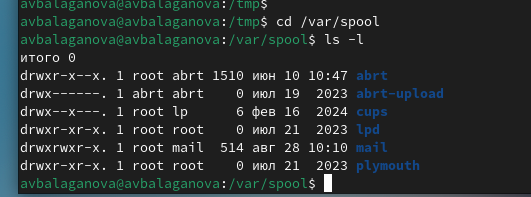 avbalaganova@avbalaganova:/tmp$
avbalaganova@avbalaganova:/tmp$ cd /var/spool
avbalaganova@avbalaganova:/var/spool$ ls -l
итого 0
drwxr-x--x. 1 root abrt 1510 июн 10 10:47 abrt
drwx------. 1 abrt abrt    0 июл 19  2023 abrt-upload
drwx--x---. 1 root lp      6 фев 16  2024 cups
drwxr-xr-x. 1 root root    0 июл 21  2023 lpd
drwxrwxr-x. 1 root mail  514 авг 28 10:10 mail
drwxr-xr-x. 1 root root    0 июл 21  2023 plymouth
avbalaganova@avbalaganova:/var/spool$